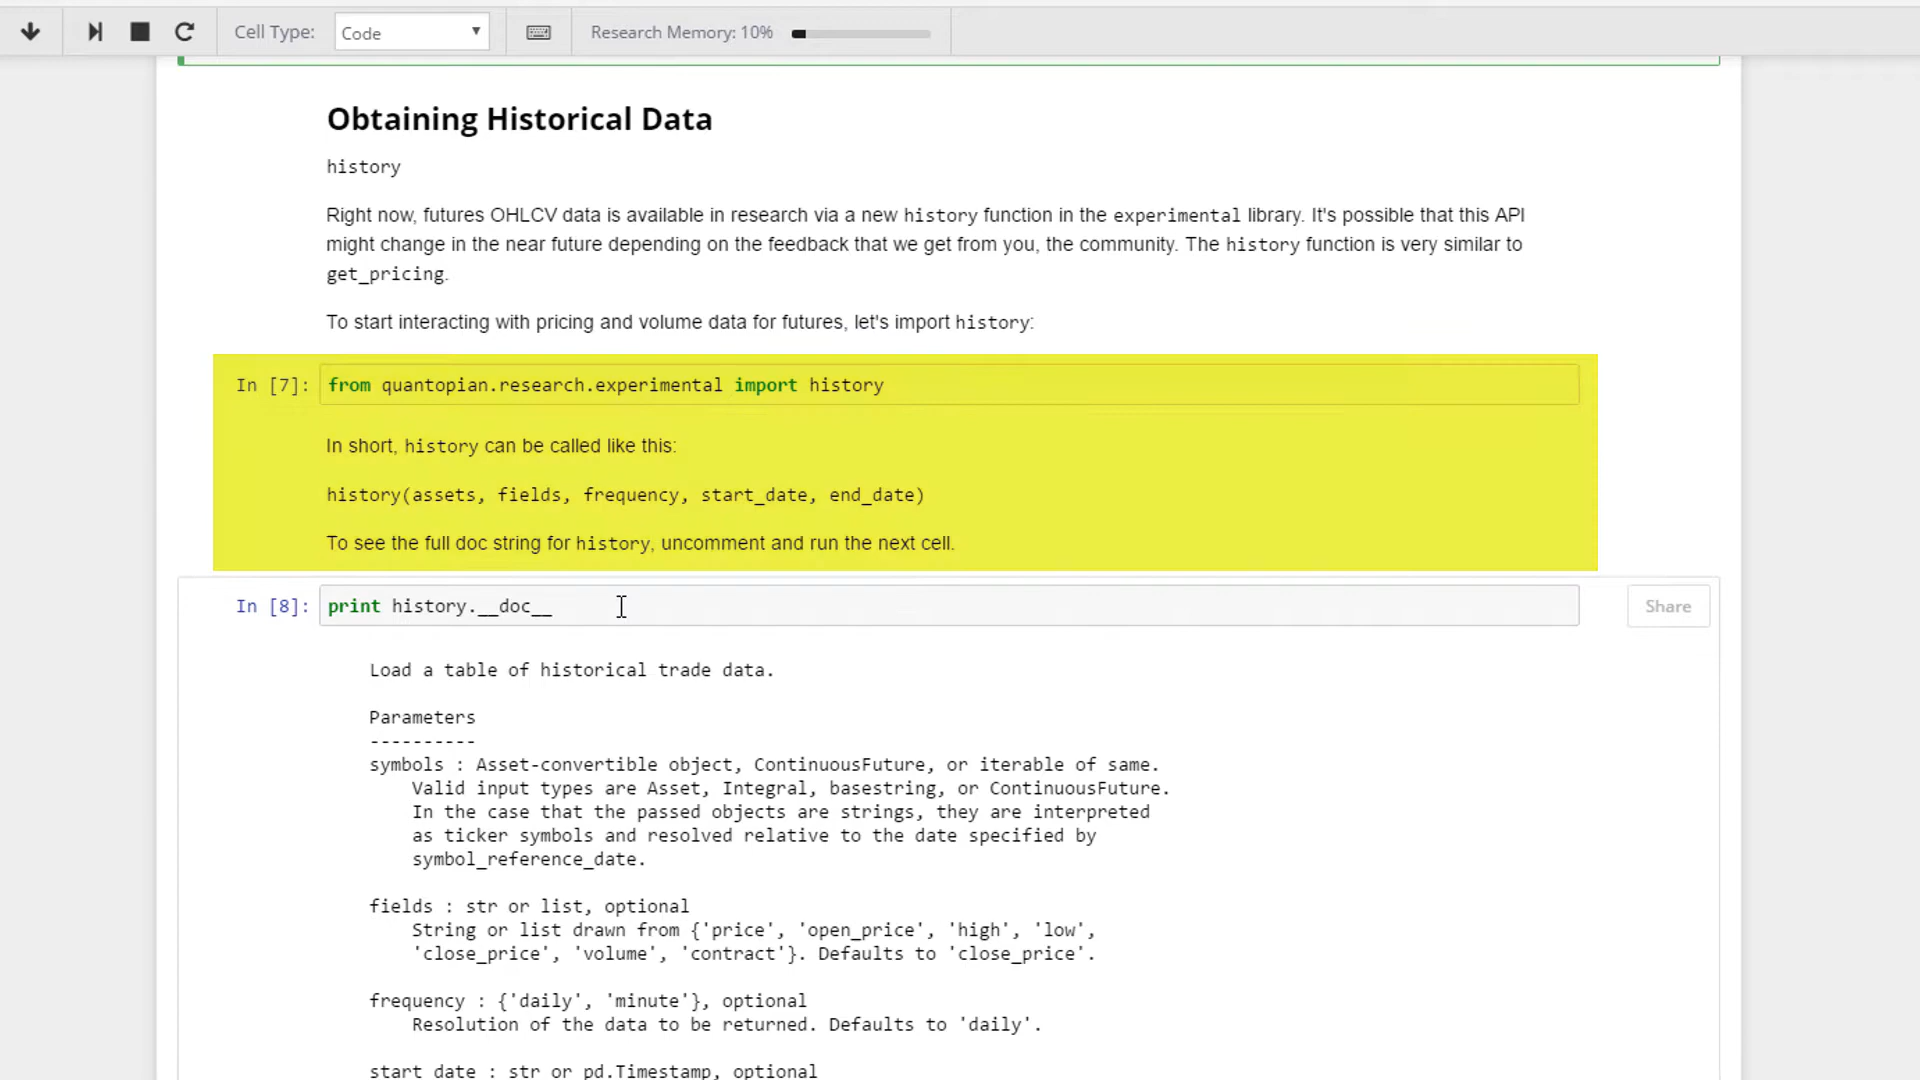 Cell Type: Code Research Memory: 10%
Obtaining Historical Data
history
Right now, futures OHLCV data is available in research via a new history function in the experimental library. It's possible that this API
might change in the near future depending on the feedback that we get from you, the community. The history function is very similar to
get_pricing.
To start interacting with pricing and volume data for futures, let's import history:
In [7]: from quantopian.research.experimental import history
In short, history can be called like this:
history(assets, fields, frequency, start_date, end_date)
To see the full doc string for history, uncomment and run the next cell.
In [8]: print history.__doc__ Share
Load a table of historical trade data.
Parameters
----------
symbols : Asset-convertible object, ContinuousFuture, or iterable of same.
Valid input types are Asset, Integral, basestring, or ContinuousFuture.
In the case that the passed objects are strings, they are interpreted
as ticker symbols and resolved relative to the date specified by
symbol_reference_date.
fields : str or list, optional
String or list drawn from {'price', 'open_price', 'high', 'low',
'close_price', 'volume', 'contract'}. Defaults to 'close_price'.
frequency : {'daily', 'minute'}, optional
Resolution of the data to be returned. Defaults to 'daily'.
start date : str or pd.Timestamp, optional